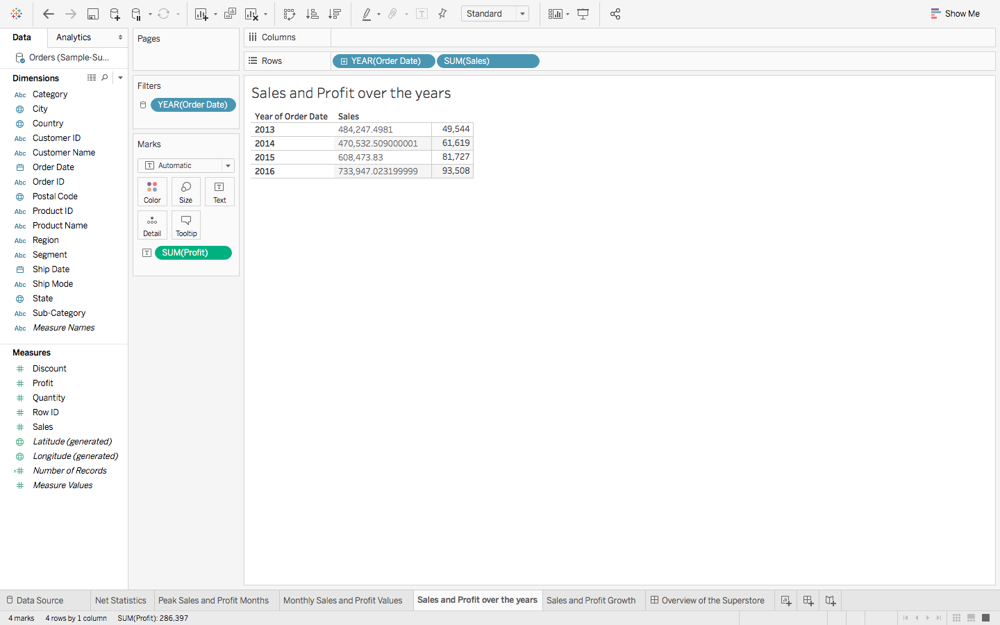 Standard
Show Me
Data
Analytics
Orders (Sample-Su...
Dimensions
Abc Category
City
Country
Abc Customer ID
Abc Customer Name
Order Date
Abc Order ID
Postal Code
Abc Product ID
Abc Product Name
Abc Region
Abc Segment
Ship Date
Abc Ship Mode
State
Abc Sub-Category
Abc Measure Names
Measures
# Discount
# Profit
# Quantity
# Row ID
# Sales
Latitude (generated)
Longitude (generated)
=# Number of Records
# Measure Values
Pages
Filters
YEAR(Order Date)
Marks
T Automatic
Color
Size
T Text
Detail
Tooltip
T SUM(Profit)
Columns
Rows
YEAR(Order Date)
SUM(Sales)
Sales and Profit over the years
Year of Order Date Sales
2013 484,247.4981 49,544
2014 470,532.509000001 61,619
2015 608,473.83 81,727
2016 733,947.023199999 93,508
Data Source
Net Statistics
Peak Sales and Profit Months
Monthly Sales and Profit Values
Sales and Profit over the years
Sales and Profit Growth
Overview of the Superstore
4 marks 4 rows by 1 column SUM(Profit): 286,397